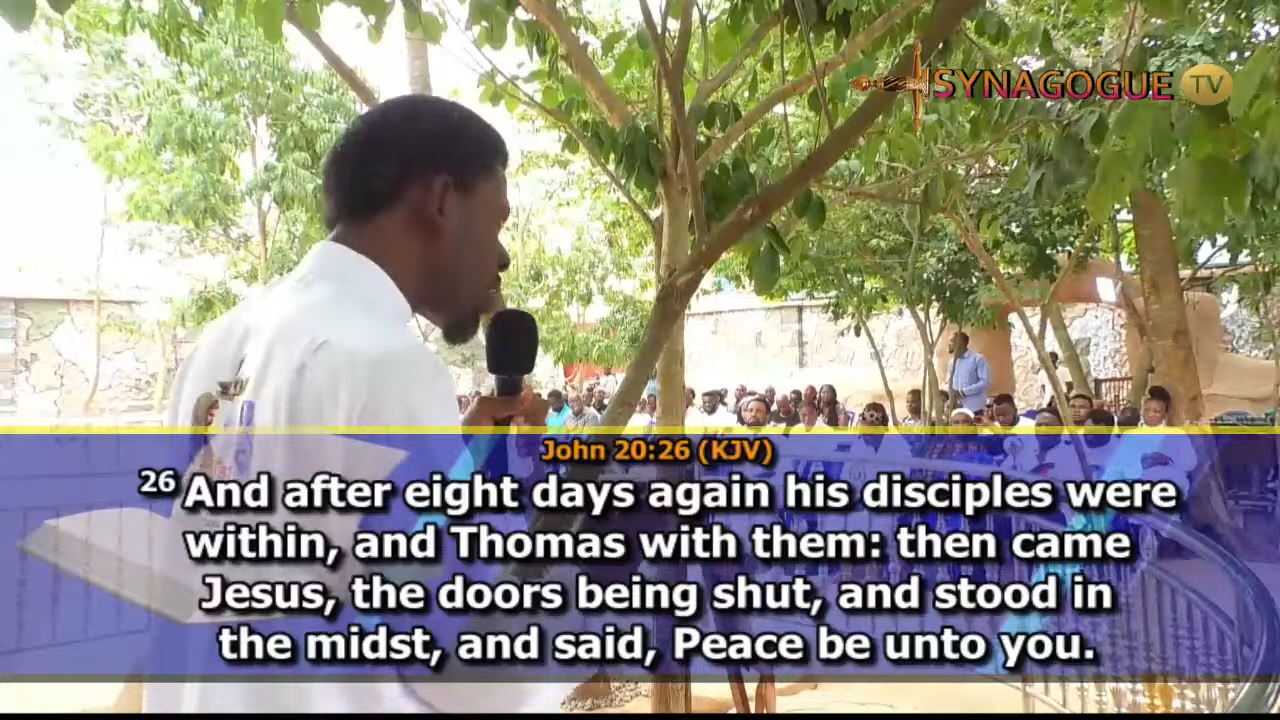 SYNAGOGUE TV
John 20:26 (KJV)
26 And after eight days again his disciples were
within, and Thomas with them: then came
Jesus, the doors being shut, and stood in
the midst, and said, Peace be unto you.